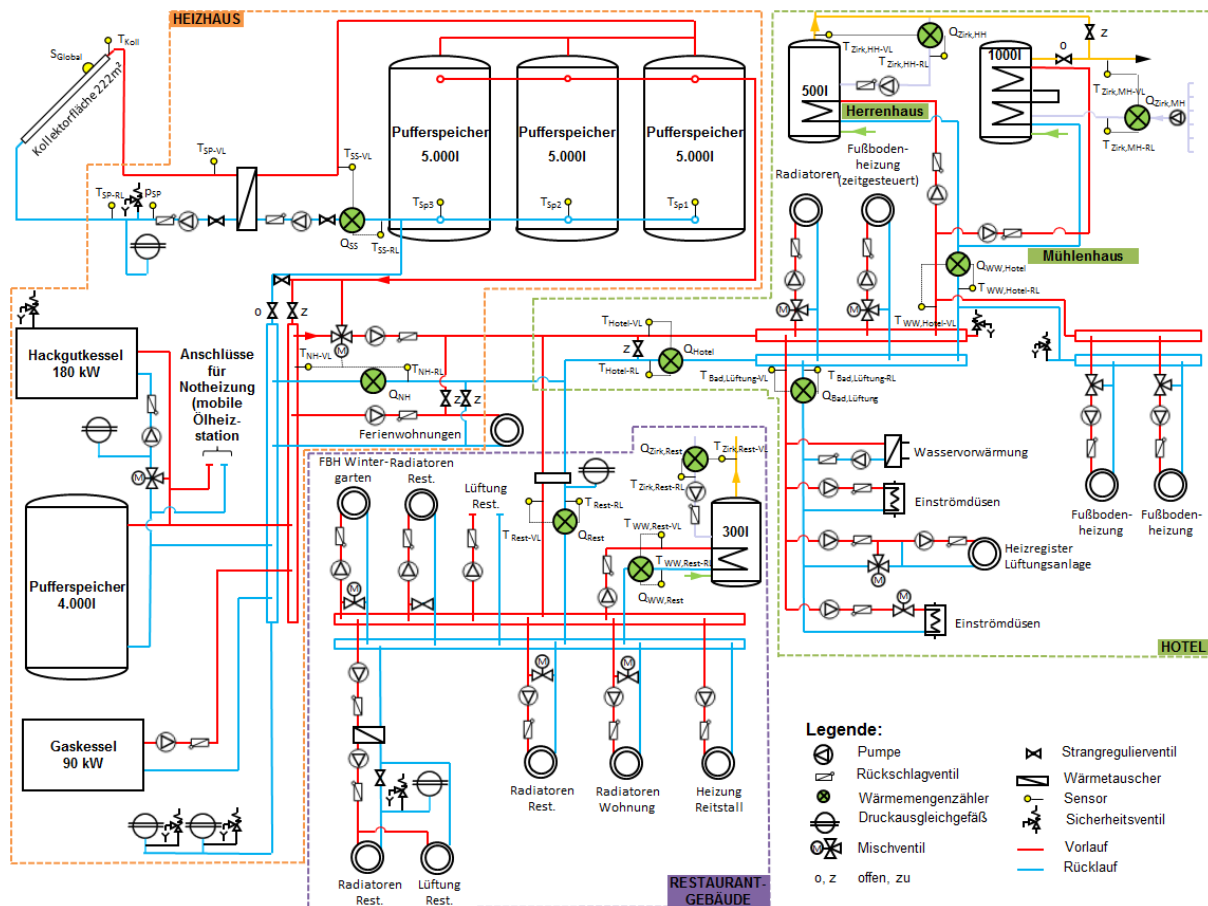 HEIZHAUS
T Koll
S Global
Kollektorfläche 222m²
T SP-VL
T SP-RL
p SP
T SS-VL
Q SS
T SS-RL
Pufferspeicher
5.000l
Pufferspeicher
5.000l
Pufferspeicher
5.000l
T Sp3
T Sp2
T Sp1
o
z
Hackgutkessel
180 kW
Anschlüsse
für
Notheizung
(mobile
Ölheiz-
station)
M
M
T NH-VL
T NH-RL
Q NH
z
z
Ferienwohnungen
Pufferspeicher
4.000l
Gaskessel
90 kW
500l
Q Zirk,HH
T Zirk,HH-VL
T Zirk,HH-RL
Herrenhaus
1000l
o
z
T Zirk,MH-VL
Q Zirk,MH
T Zirk,MH-RL
Radiatoren
Fußboden-
heizung
(zeitgesteuert)
Mühlenhaus
M
M
Q WW,Hotel
T WW,Hotel-RL
T WW,Hotel-VL
T Hotel-VL
z
Q Hotel
T Hotel-RL
T Bad,Lüftung-VL
T Bad,Lüftung-RL
Q Bad,Lüftung
Wasservorwärmung
Einströmdüsen
Heizregister
Lüftungsanlage
M
M
Einströmdüsen
Fußboden-
heizung
Fußboden-
heizung
HOTEL
FBH Winter-
garten
Radiatoren
Rest.
Lüftung
Rest.
T Rest-VL
T Rest-RL
Q Rest
Q Zirk,Rest
T Zirk,Rest-VL
T Zirk,Rest-RL
300l
T WW,Rest-VL
T WW,Rest-RL
Q WW,Rest
M
M
M
Radiatoren
Rest.
Radiatoren
Wohnung
Heizung
Reitstall
Radiatoren
Rest.
Lüftung
Rest.
RESTAURANT-
GEBÄUDE
Legende:
Pumpe
Rückschlagventil
Wärmemengenzähler
Druckausgleichgefäß
M
Mischventil
o, z
offen, zu
Strangregulierventil
Wärmetauscher
Sensor
Sicherheitsventil
Vorlauf
Rücklauf